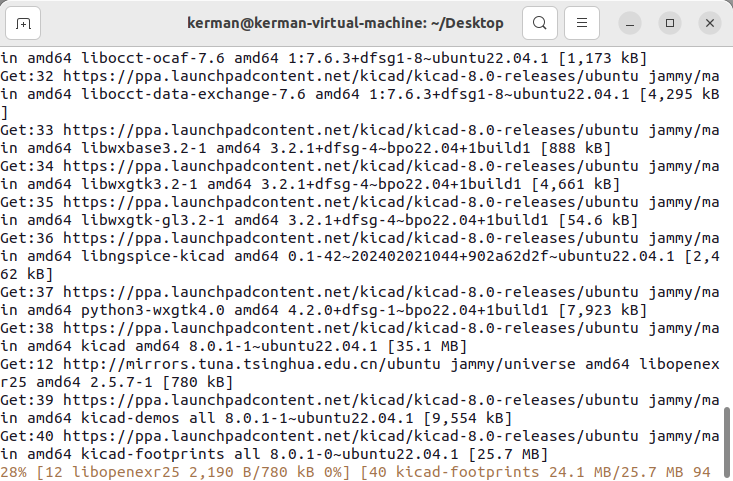 kerman@kerman-virtual-machine: ~/Desktop
in amd64 libocct-ocaf-7.6 amd64 1:7.6.3+dfsg1-8~ubuntu22.04.1 [1,173 kB]
Get:32 https://ppa.launchpadcontent.net/kicad/kicad-8.0-releases/ubuntu jammy/ma
in amd64 libocct-data-exchange-7.6 amd64 1:7.6.3+dfsg1-8~ubuntu22.04.1 [4,295 kB
]
Get:33 https://ppa.launchpadcontent.net/kicad/kicad-8.0-releases/ubuntu jammy/ma
in amd64 libwxbase3.2-1 amd64 3.2.1+dfsg-4~bpo22.04+1build1 [888 kB]
Get:34 https://ppa.launchpadcontent.net/kicad/kicad-8.0-releases/ubuntu jammy/ma
in amd64 libwxgtk3.2-1 amd64 3.2.1+dfsg-4~bpo22.04+1build1 [4,661 kB]
Get:35 https://ppa.launchpadcontent.net/kicad/kicad-8.0-releases/ubuntu jammy/ma
in amd64 libwxgtk-gl3.2-1 amd64 3.2.1+dfsg-4~bpo22.04+1build1 [54.6 kB]
Get:36 https://ppa.launchpadcontent.net/kicad/kicad-8.0-releases/ubuntu jammy/ma
in amd64 libngspice-kicad amd64 0.1-42~202402021044+902a62d2f~ubuntu22.04.1 [2,4
62 kB]
Get:37 https://ppa.launchpadcontent.net/kicad/kicad-8.0-releases/ubuntu jammy/ma
in amd64 python3-wxgtk4.0 amd64 4.2.0+dfsg-1~bpo22.04+1build1 [7,923 kB]
Get:38 https://ppa.launchpadcontent.net/kicad/kicad-8.0-releases/ubuntu jammy/ma
in amd64 kicad amd64 8.0.1-1~ubuntu22.04.1 [35.1 MB]
Get:12 http://mirrors.tuna.tsinghua.edu.cn/ubuntu jammy/universe amd64 libopenex
r25 amd64 2.5.7-1 [780 kB]
Get:39 https://ppa.launchpadcontent.net/kicad/kicad-8.0-releases/ubuntu jammy/ma
in amd64 kicad-demos all 8.0.1-1~ubuntu22.04.1 [9,554 kB]
Get:40 https://ppa.launchpadcontent.net/kicad/kicad-8.0-releases/ubuntu jammy/ma
in amd64 kicad-footprints all 8.0.1-0~ubuntu22.04.1 [25.7 MB]
28% [12 libopenexr25 2,190 B/780 kB 0%] [40 kicad-footprints 24.1 MB/25.7 MB 94